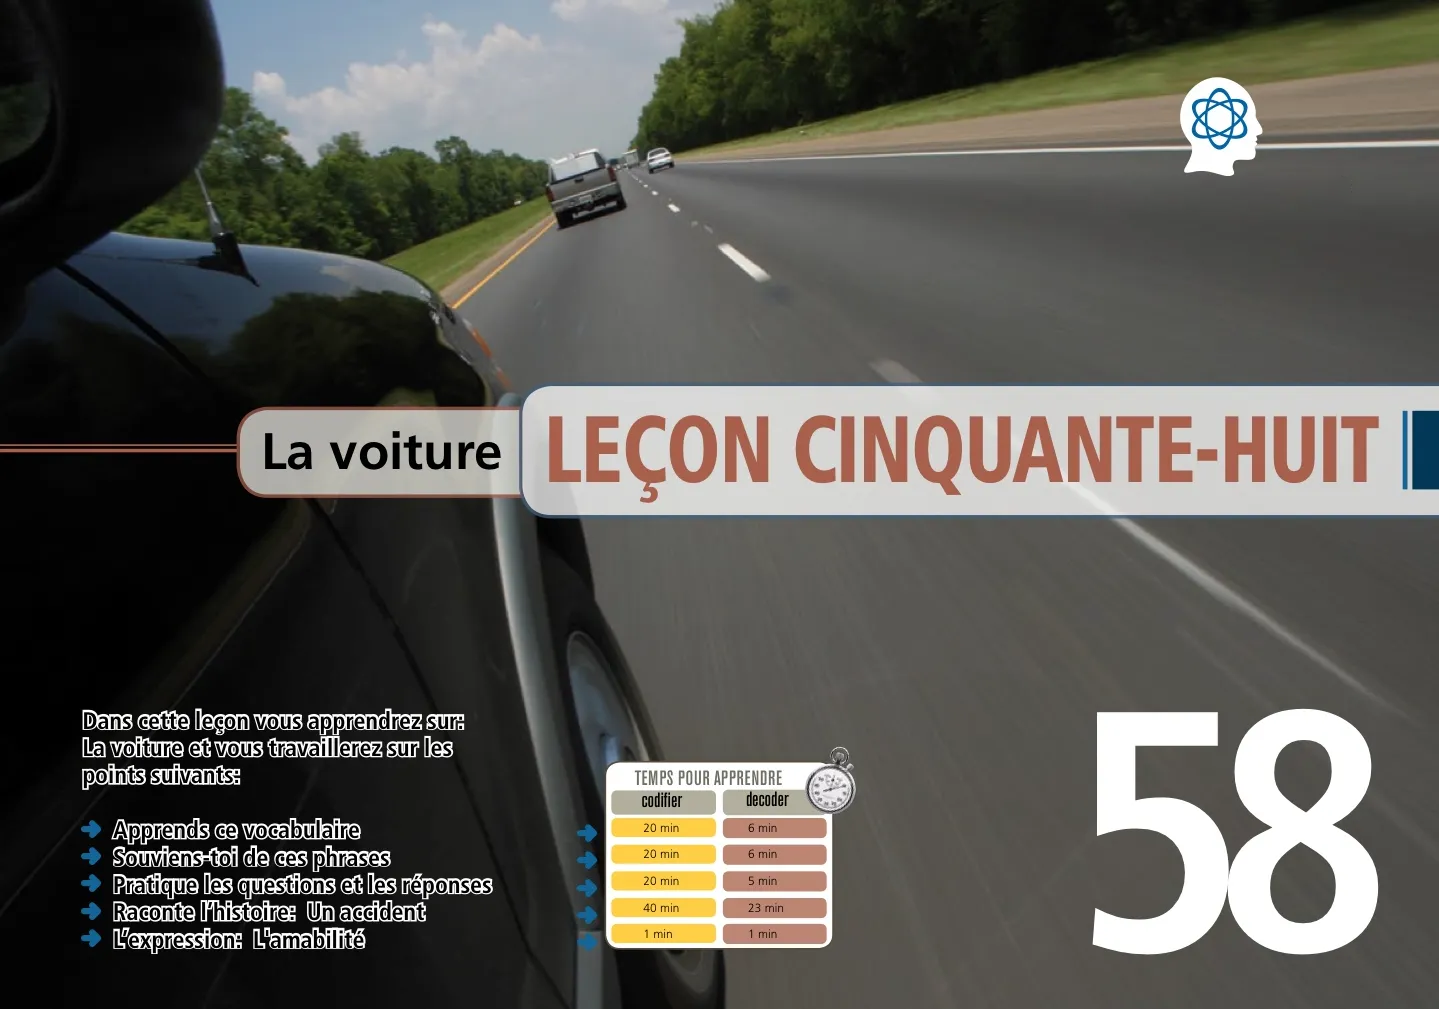 La voiture
LEÇON CINQUANTE-HUIT
Dans cette leçon vous apprendrez sur:
La voiture et vous travaillerez sur les
points suivants:
Apprends ce vocabulaire
Souviens-toi de ces phrases
Pratique les questions et les réponses
Raconte l'histoire: Un accident
L'expression: L'amabilité
TEMPS POUR APPRENDRE
codifier decoder
20 min 6 min
20 min 6 min
20 min 5 min
40 min 23 min
1 min 1 min
58